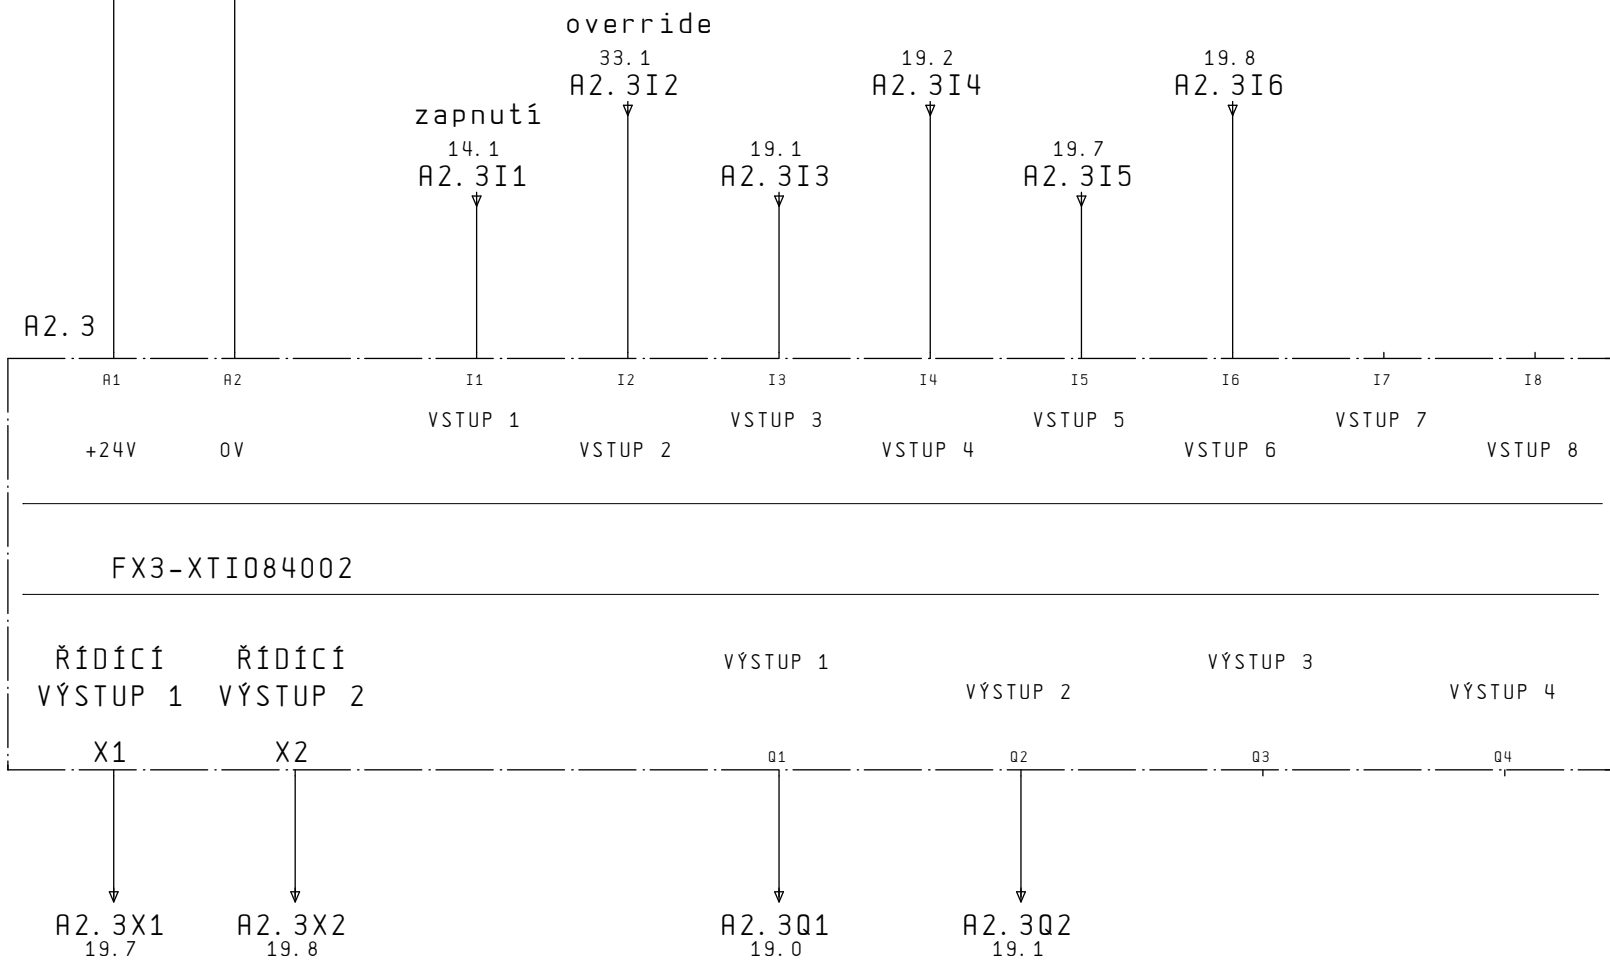 override
33.1
A2.3I2
19.2
A2.3I4
19.8
A2.3I6
zapnutí
14.1
A2.3I1
19.1
A2.3I3
19.7
A2.3I5
A2.3
A1 A2 I1 I2 I3 I4 I5 I6 I7 I8
VSTUP 1 VSTUP 3 VSTUP 5 VSTUP 7
+24V 0V VSTUP 2 VSTUP 4 VSTUP 6 VSTUP 8
FX3-XTIO84002
ŘÍDÍCÍ
VÝSTUP 1
ŘÍDÍCÍ
VÝSTUP 2
VÝSTUP 1 VÝSTUP 3
VÝSTUP 2 VÝSTUP 4
X1 X2 Q1 Q2 Q3 Q4
A2.3X1
19.7
A2.3X2
19.8
A2.3Q1
19.0
A2.3Q2
19.1